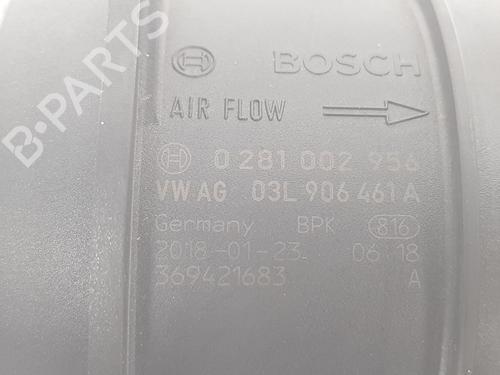 BOSCH
AIR FLOW
0 281 002 956
VW AG 03L 906 461 A
Germany BPK 816
2018-01-23 06:18
369421683 A
B-PARTS